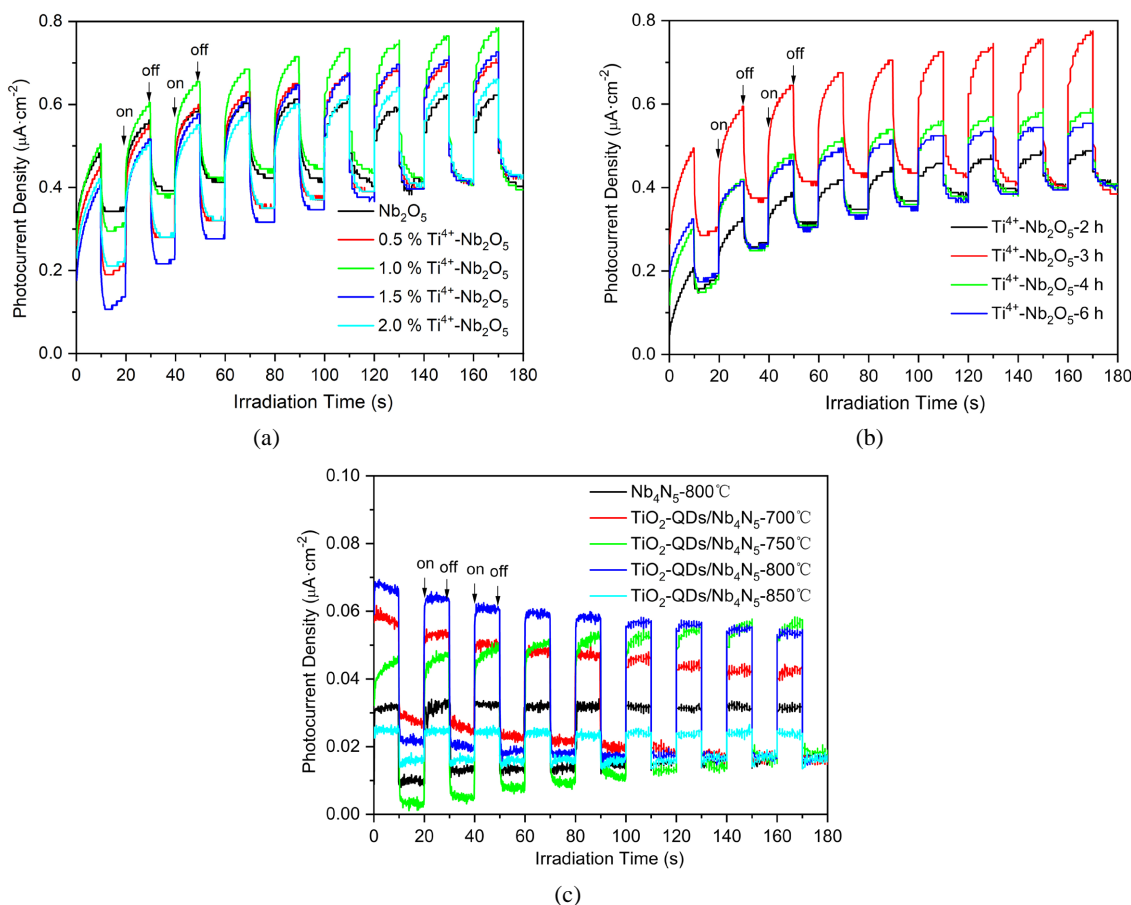 0.8
0.6
0.4
0.2
0.0
Photocurrent Density (μA·cm⁻²)
on
off
on
off
Nb₂O₅
0.5 % Ti⁴⁺-Nb₂O₅
1.0 % Ti⁴⁺-Nb₂O₅
1.5 % Ti⁴⁺-Nb₂O₅
2.0 % Ti⁴⁺-Nb₂O₅
0 20 40 60 80 100 120 140 160 180
Irradiation Time (s)
(a)
0.8
0.6
0.4
0.2
0.0
Photocurrent Density (μA·cm⁻²)
on
off
on
off
Ti⁴⁺-Nb₂O₅-2 h
Ti⁴⁺-Nb₂O₅-3 h
Ti⁴⁺-Nb₂O₅-4 h
Ti⁴⁺-Nb₂O₅-6 h
0 20 40 60 80 100 120 140 160 180
Irradiation Time (s)
(b)
0.10
0.08
0.06
0.04
0.02
0.00
Photocurrent Density (μA·cm⁻²)
on
off
on
off
Nb₄N₅-800℃
TiO₂-QDs/Nb₄N₅-700℃
TiO₂-QDs/Nb₄N₅-750℃
TiO₂-QDs/Nb₄N₅-800℃
TiO₂-QDs/Nb₄N₅-850℃
0 20 40 60 80 100 120 140 160 180
Irradiation Time (s)
(c)